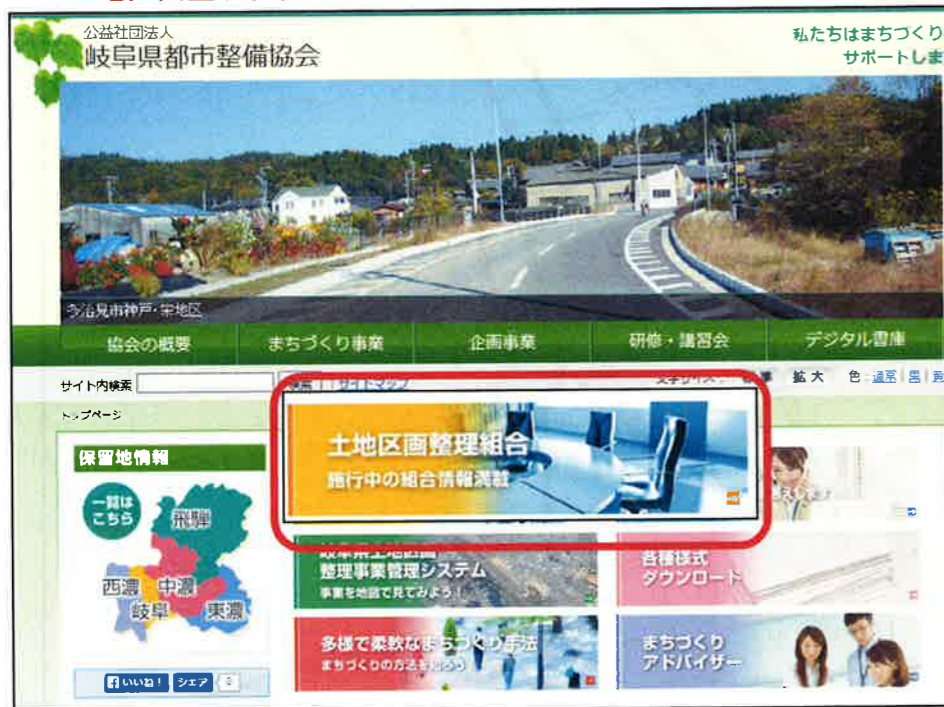 公益社団法人
岐阜県都市整備協会
私たちはまちづくり
サポートしま
多治見市神戸・栄地区
協会の概要
まちづくり事業
企画事業
研修・講習会
デジタル書庫
サイト内検索
検索
サイトマップ
拡大
色:通常 黒 黄
トップページ
保留地情報
一覧は
こちら
飛騨
西濃
中濃
岐阜
東濃
いいね!
シェア
土地区画整理組合
施行中の組合情報満載
えします
岐阜県土地区画
整理事業管理システム
事業を地図で見てみよう!
各種様式
ダウンロード
多様で柔軟なまちづくり手法
まちづくりの方法を知ろう
まちづくり
アドバイザー